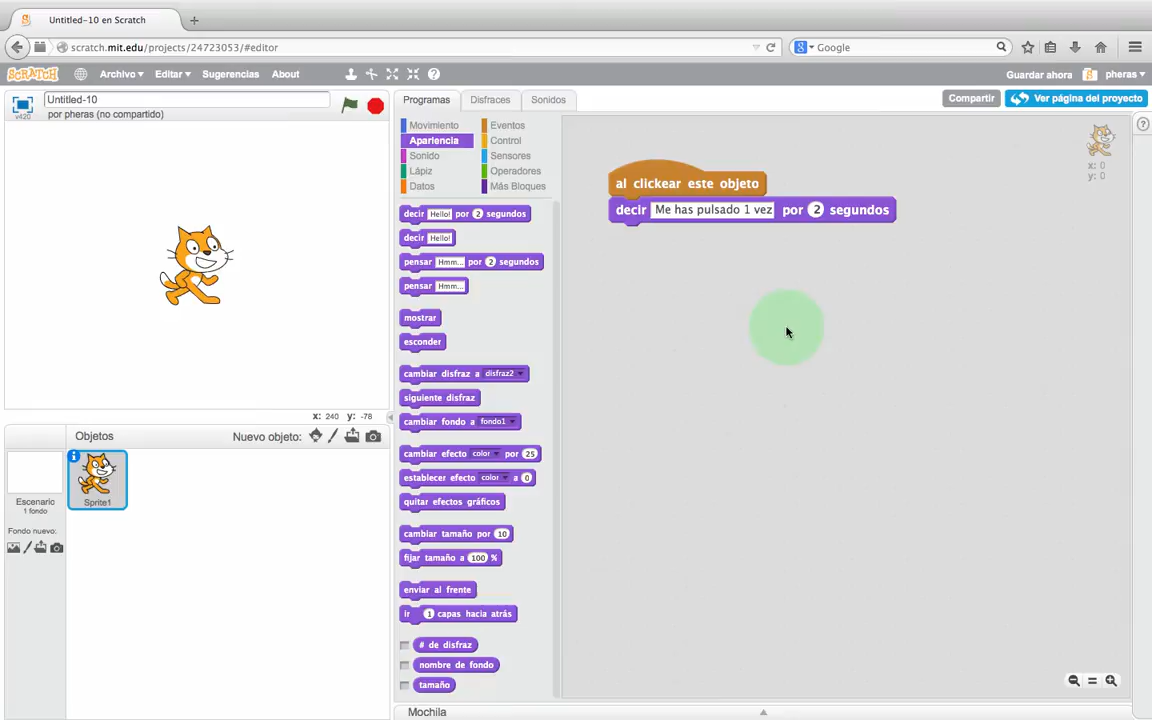 Untitled-10 en Scratch
scratch.mit.edu/projects/24723053/#editor
Google
SCRATCH Archivo Editar Sugerencias About Guardar ahora pheras
Untitled-10
por pheras (no compartido)
v420
Programas Disfraces Sonidos
Compartir Ver página del proyecto
Movimiento Eventos
Apariencia Control
Sonido Sensores
Lápiz Operadores
Datos Más Bloques
decir Hello! por 2 segundos
decir Hello!
pensar Hmm... por 2 segundos
pensar Hmm...
mostrar
esconder
cambiar disfraz a disfraz2
siguiente disfraz
cambiar fondo a fondo1
cambiar efecto color por 25
establecer efecto color a 0
quitar efectos gráficos
cambiar tamaño por 10
fijar tamaño a 100 %
enviar al frente
ir 1 capas hacia atrás
# de disfraz
nombre de fondo
tamaño
al clickear este objeto
decir Me has pulsado 1 vez por 2 segundos
x: 0
y: 0
x: 240 y: -78
Objetos Nuevo objeto:
Escenario
1 fondo
Fondo nuevo:
Sprite1
Mochila